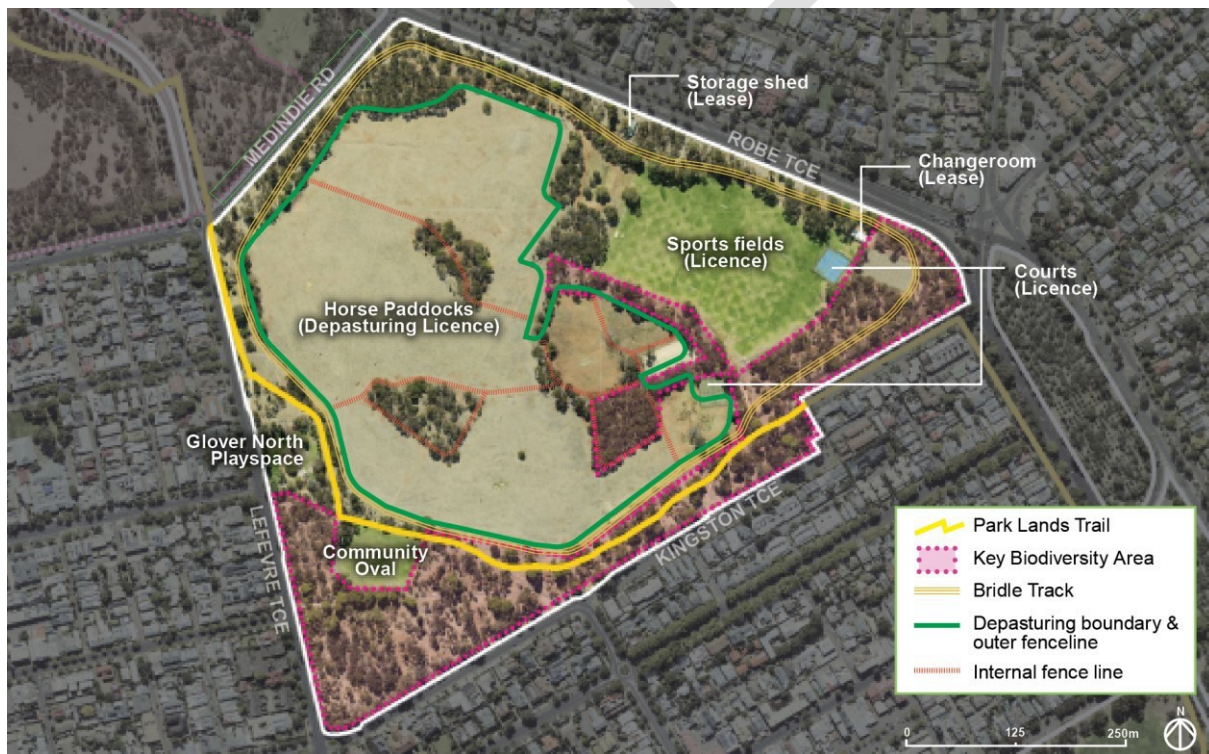 MEDINDIE RD
Storage shed
(Lease)
ROBE TCE
Changeroom
(Lease)
Sports fields
(Licence)
Courts
(Licence)
Horse Paddocks
(Depasturing Licence)
Glover North
Playspace
LEFEVRE TCE
Community
Oval
KINGSTON TCE
Park Lands Trail
Key Biodiversity Area
Bridle Track
Depasturing boundary &
outer fenceline
Internal fence line
N
0 125 250m